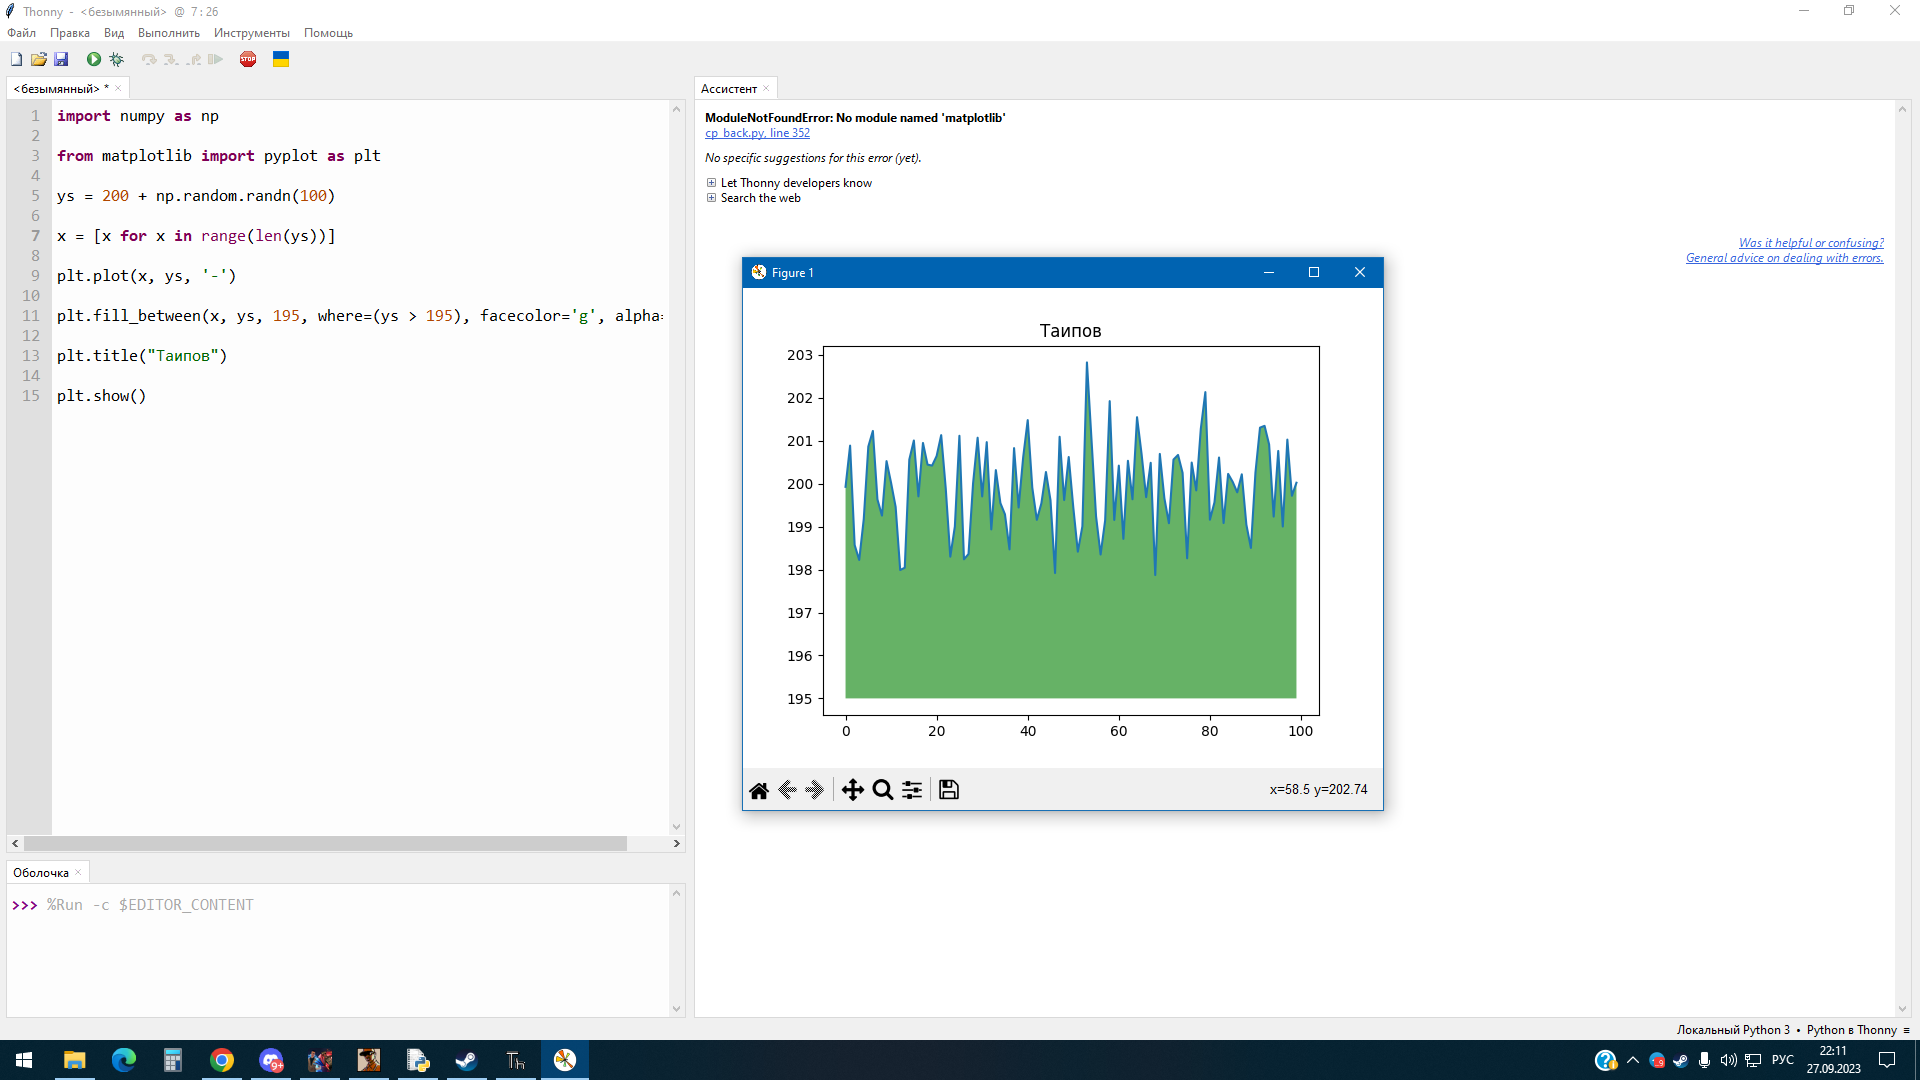 Thonny - <безымянный> @ 7 : 26
Файл Правка Вид Выполнить Инструменты Помощь
STOP
<безымянный> *
1 import numpy as np
2
3 from matplotlib import pyplot as plt
4
5 ys = 200 + np.random.randn(100)
6
7 x = [x for x in range(len(ys))]
8
9 plt.plot(x, ys, '-')
10
11 plt.fill_between(x, ys, 195, where=(ys > 195), facecolor='g', alpha=
12
13 plt.title("Таипов")
14
15 plt.show()
Оболочка
>>> %Run -c $EDITOR_CONTENT
Ассистент
ModuleNotFoundError: No module named 'matplotlib'
cp_back.py, line 352
No specific suggestions for this error (yet).
Let Thonny developers know
Search the web
Was it helpful or confusing?
General advice on dealing with errors.
Figure 1
Таипов
203
202
201
200
199
198
197
196
195
0 20 40 60 80 100
x=58.5 y=202.74
Локальный Python 3 • Python в Thonny ≡
9+
Th
РУС
22:11
27.09.2023